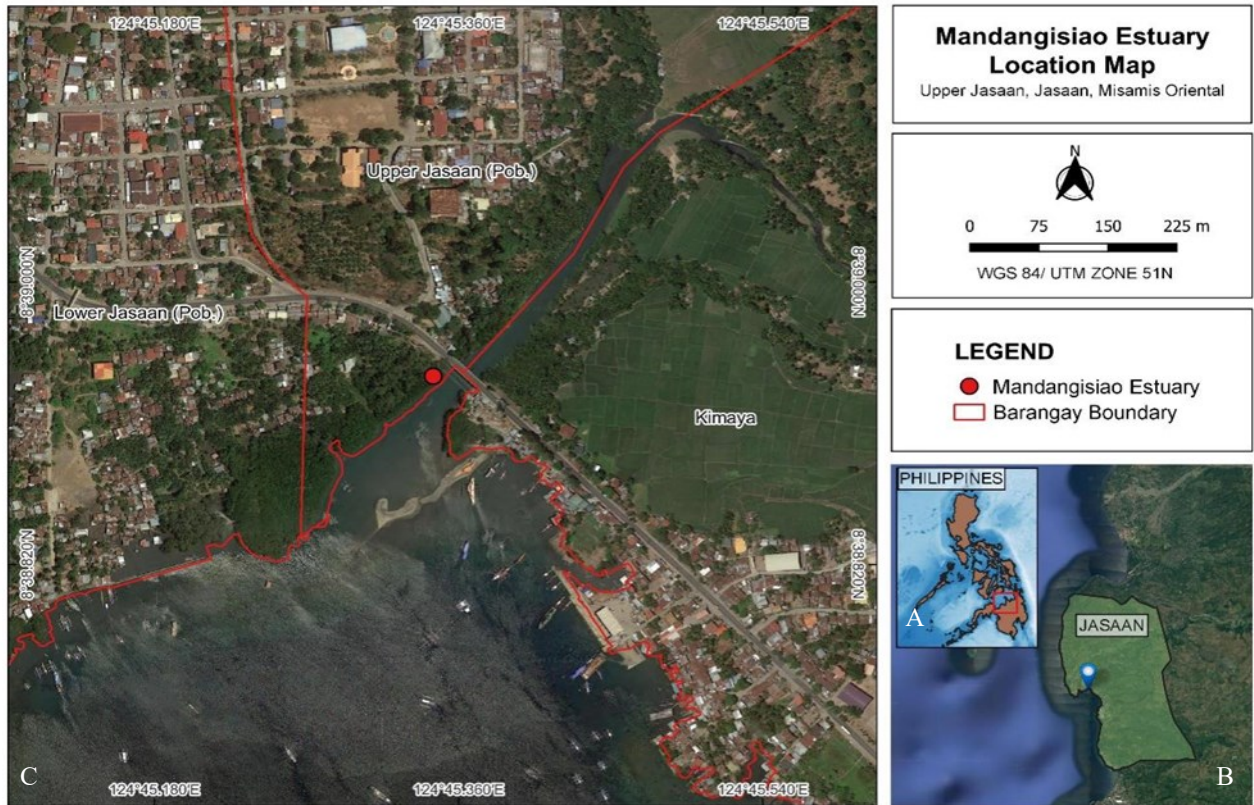 124°45.180'E
124°45.360'E
124°45.540'E
Upper Jasaan (Pob.)
8°39.000'N
8°39.000'N
Lower Jasaan (Pob.)
Kimaya
8°38.820'N
8°38.820'N
C
124°45.180'E
124°45.360'E
124°45.540'E
Mandangisiao Estuary
Location Map
Upper Jasaan, Jasaan, Misamis Oriental
N
0 75 150 225 m
WGS 84/ UTM ZONE 51N
LEGEND
Mandangisiao Estuary
Barangay Boundary
PHILIPPINES
A
JASAAN
B